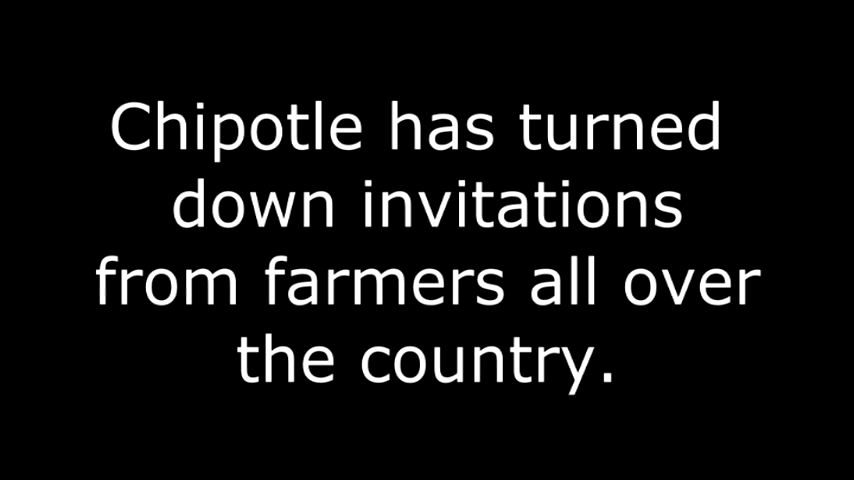 Chipotle has turned
down invitations
from farmers all over
the country.